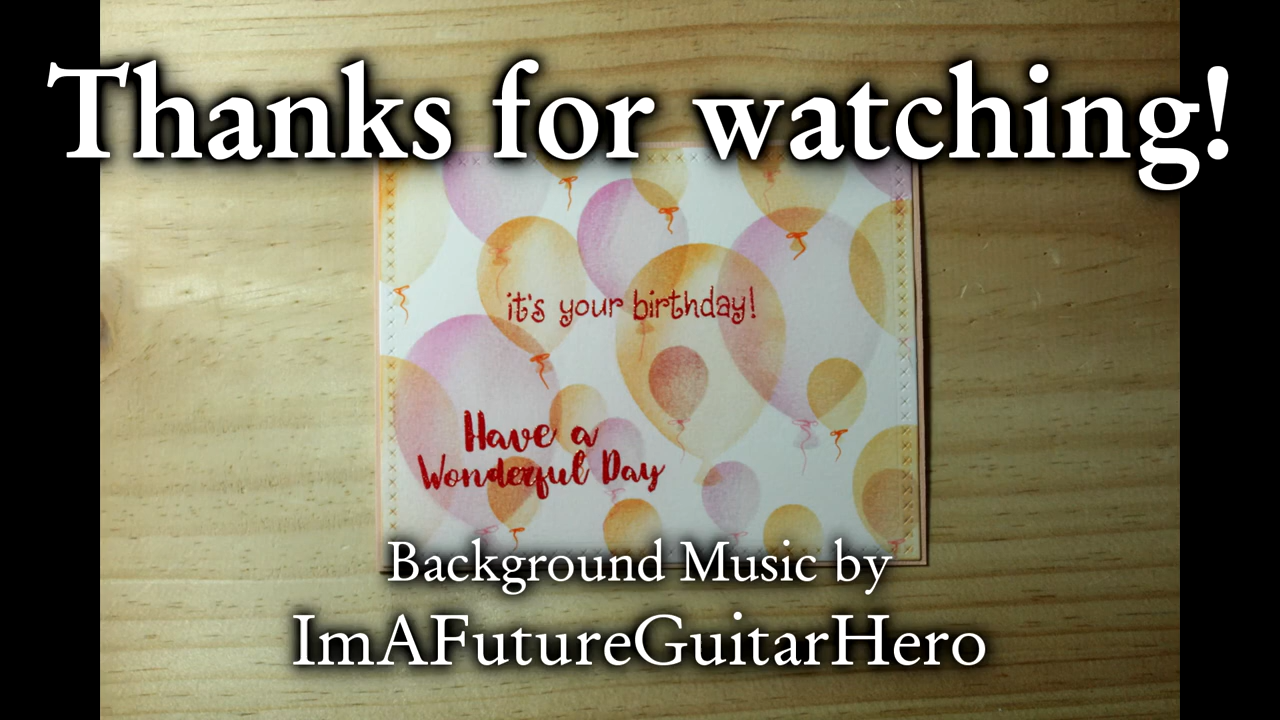 Thanks for watching!
it's your birthday!
Have a
Wonderful Day
Background Music by
ImAFutureGuitarHero